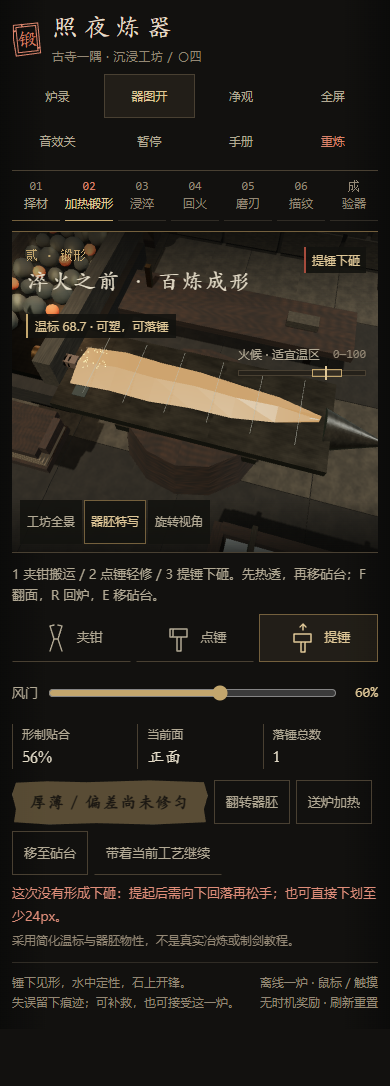 锻
照夜炼器
古寺一隅 · 沉浸工坊 / 〇四
炉录 器图开 净观 全屏
音效关 暂停 手册 重炼
01 02 03 04 05 06 成
择材 加热锻形 浸淬 回火 磨刃 描纹 验器
贰 · 锻形
提锤下砸
淬火之前 · 百炼成形
温标 68.7 · 可塑，可落锤
火候 · 适宜温区 0—100
工坊全景 器胚特写 旋转视角
1 夹钳搬运 / 2 点锤轻修 / 3 提锤下砸。先热透，再移砧台；F
翻面，R 回炉，E 移砧台。
夹钳 点锤 提锤
风门 60%
形制贴合 当前面 落锤总数
56% 正面 1
厚薄 / 偏差尚未修匀 翻转器胚 送炉加热
移至砧台 带着当前工艺继续
这次没有形成下砸：提起后需向下回落再松手；也可直接下划至
少24px。
采用简化温标与器胚物性，不是真实冶炼或制剑教程。
锤下见形，水中定性，石上开锋。 离线一炉 · 鼠标 / 触摸
失误留下痕迹；可补救，也可接受这一炉。 无时机奖励 · 刷新重置